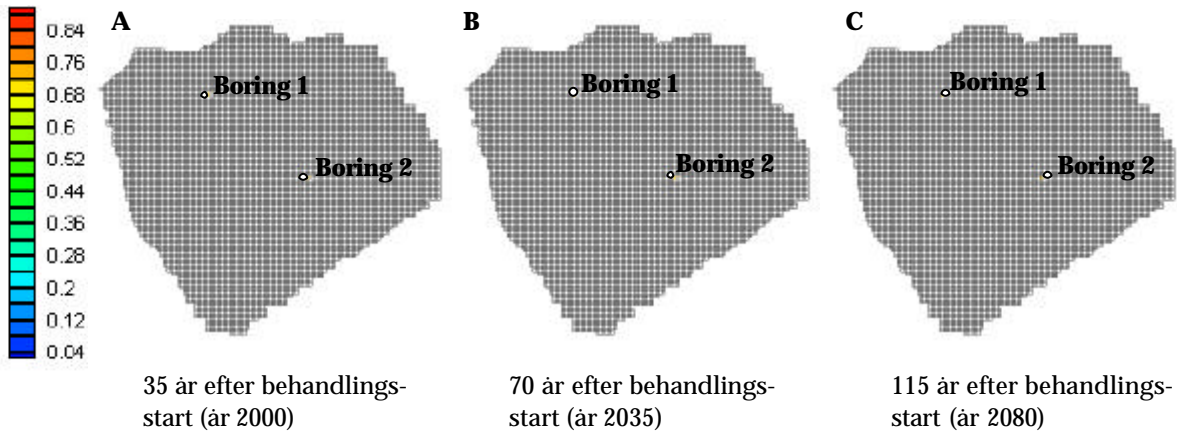 0.84
0.76
0.68
0.6
0.52
0.44
0.36
0.28
0.2
0.12
0.04
A
Boring 1
Boring 2
35 år efter behandlings-
start (år 2000)
B
Boring 1
Boring 2
70 år efter behandlings-
start (år 2035)
C
Boring 1
Boring 2
115 år efter behandlings-
start (år 2080)